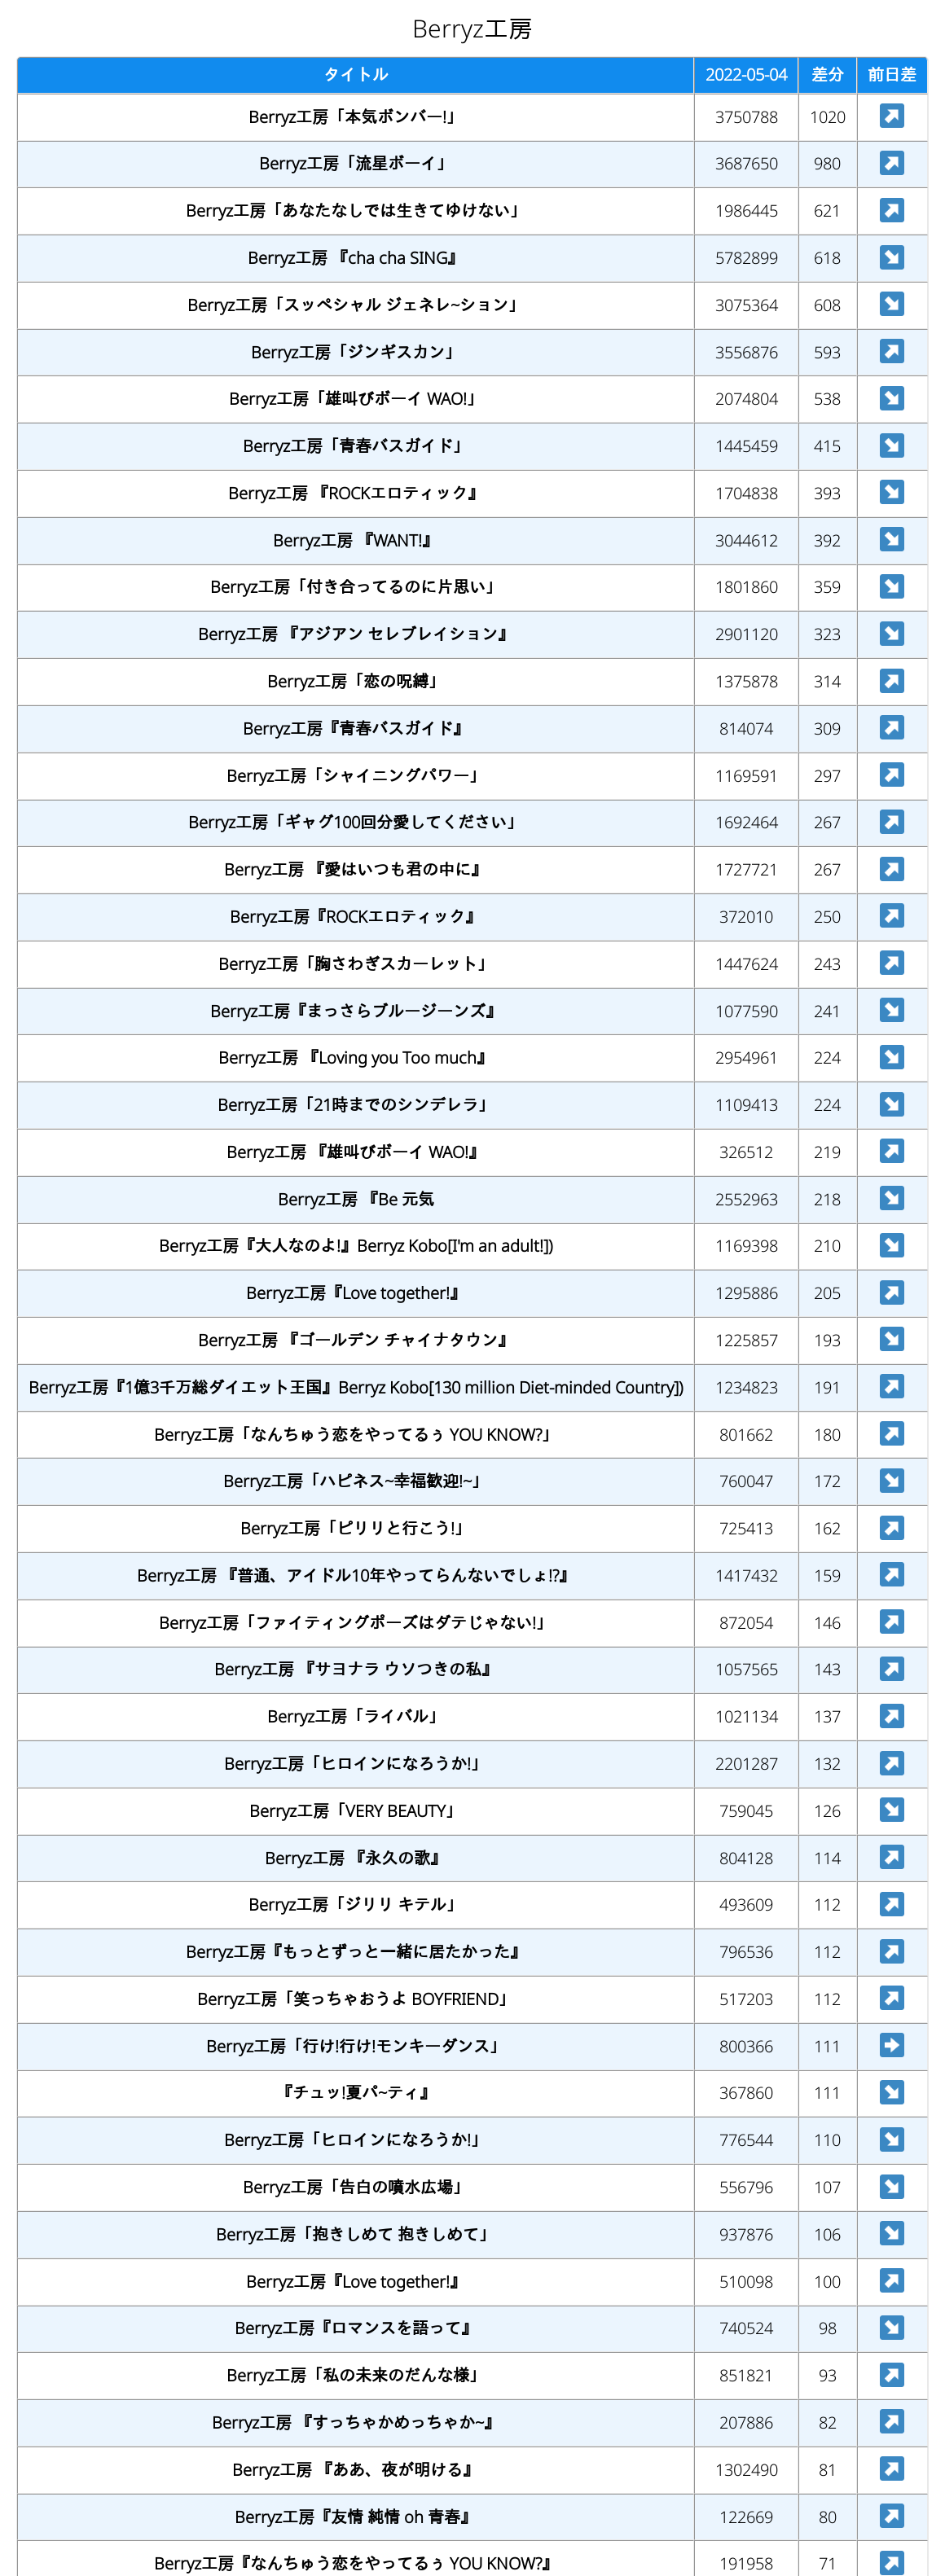 Berryz工房
タイトル 2022-05-04 差分 前日差
Berryz工房「本気ボンバー!」 3750788 1020 ↗
Berryz工房「流星ボーイ」 3687650 980 ↗
Berryz工房「あなたなしでは生きてゆけない」 1986445 621 ↗
Berryz工房 『cha cha SING』 5782899 618 ↘
Berryz工房「スッペシャル ジェネレ~ション」 3075364 608 ↘
Berryz工房「ジンギスカン」 3556876 593 ↗
Berryz工房「雄叫びボーイ WAO!」 2074804 538 ↘
Berryz工房「青春バスガイド」 1445459 415 ↘
Berryz工房 『ROCKエロティック』 1704838 393 ↘
Berryz工房 『WANT!』 3044612 392 ↘
Berryz工房「付き合ってるのに片思い」 1801860 359 ↘
Berryz工房 『アジアン セレブレイション』 2901120 323 ↘
Berryz工房「恋の呪縛」 1375878 314 ↗
Berryz工房『青春バスガイド』 814074 309 ↗
Berryz工房「シャイニングパワー」 1169591 297 ↗
Berryz工房「ギャグ100回分愛してください」 1692464 267 ↗
Berryz工房 『愛はいつも君の中に』 1727721 267 ↗
Berryz工房『ROCKエロティック』 372010 250 ↗
Berryz工房「胸さわぎスカーレット」 1447624 243 ↗
Berryz工房『まっさらブルージーンズ』 1077590 241 ↘
Berryz工房 『Loving you Too much』 2954961 224 ↘
Berryz工房「21時までのシンデレラ」 1109413 224 ↘
Berryz工房 『雄叫びボーイ WAO!』 326512 219 ↗
Berryz工房 『Be 元気 2552963 218 ↘
Berryz工房『大人なのよ!』Berryz Kobo[I'm an adult!]) 1169398 210 ↘
Berryz工房『Love together!』 1295886 205 ↗
Berryz工房 『ゴールデン チャイナタウン』 1225857 193 ↘
Berryz工房『1億3千万総ダイエット王国』Berryz Kobo[130 million Diet-minded Country]) 1234823 191 ↗
Berryz工房「なんちゅう恋をやってるぅ YOU KNOW?」 801662 180 ↗
Berryz工房「ハピネス~幸福歓迎!~」 760047 172 ↘
Berryz工房「ピリリと行こう!」 725413 162 ↗
Berryz工房 『普通、アイドル10年やってらんないでしょ!?』 1417432 159 ↗
Berryz工房「ファイティングポーズはダテじゃない!」 872054 146 ↗
Berryz工房 『サヨナラ ウソつきの私』 1057565 143 ↗
Berryz工房「ライバル」 1021134 137 ↗
Berryz工房「ヒロインになろうか!」 2201287 132 ↗
Berryz工房「VERY BEAUTY」 759045 126 ↘
Berryz工房 『永久の歌』 804128 114 ↗
Berryz工房「ジリリ キテル」 493609 112 ↗
Berryz工房『もっとずっと一緒に居たかった』 796536 112 ↗
Berryz工房「笑っちゃおうよ BOYFRIEND」 517203 112 ↗
Berryz工房「行け!行け!モンキーダンス」 800366 111 ➡
『チュッ!夏パ~ティ』 367860 111 ↘
Berryz工房「ヒロインになろうか!」 776544 110 ↘
Berryz工房「告白の噴水広場」 556796 107 ↘
Berryz工房「抱きしめて 抱きしめて」 937876 106 ↘
Berryz工房『Love together!』 510098 100 ↗
Berryz工房『ロマンスを語って』 740524 98 ↘
Berryz工房「私の未来のだんな様」 851821 93 ↗
Berryz工房 『すっちゃかめっちゃか~』 207886 82 ↗
Berryz工房 『ああ、夜が明ける』 1302490 81 ↗
Berryz工房『友情 純情 oh 青春』 122669 80 ↗
Berryz工房『なんちゅう恋をやってるぅ YOU KNOW?』 191958 71 ↗